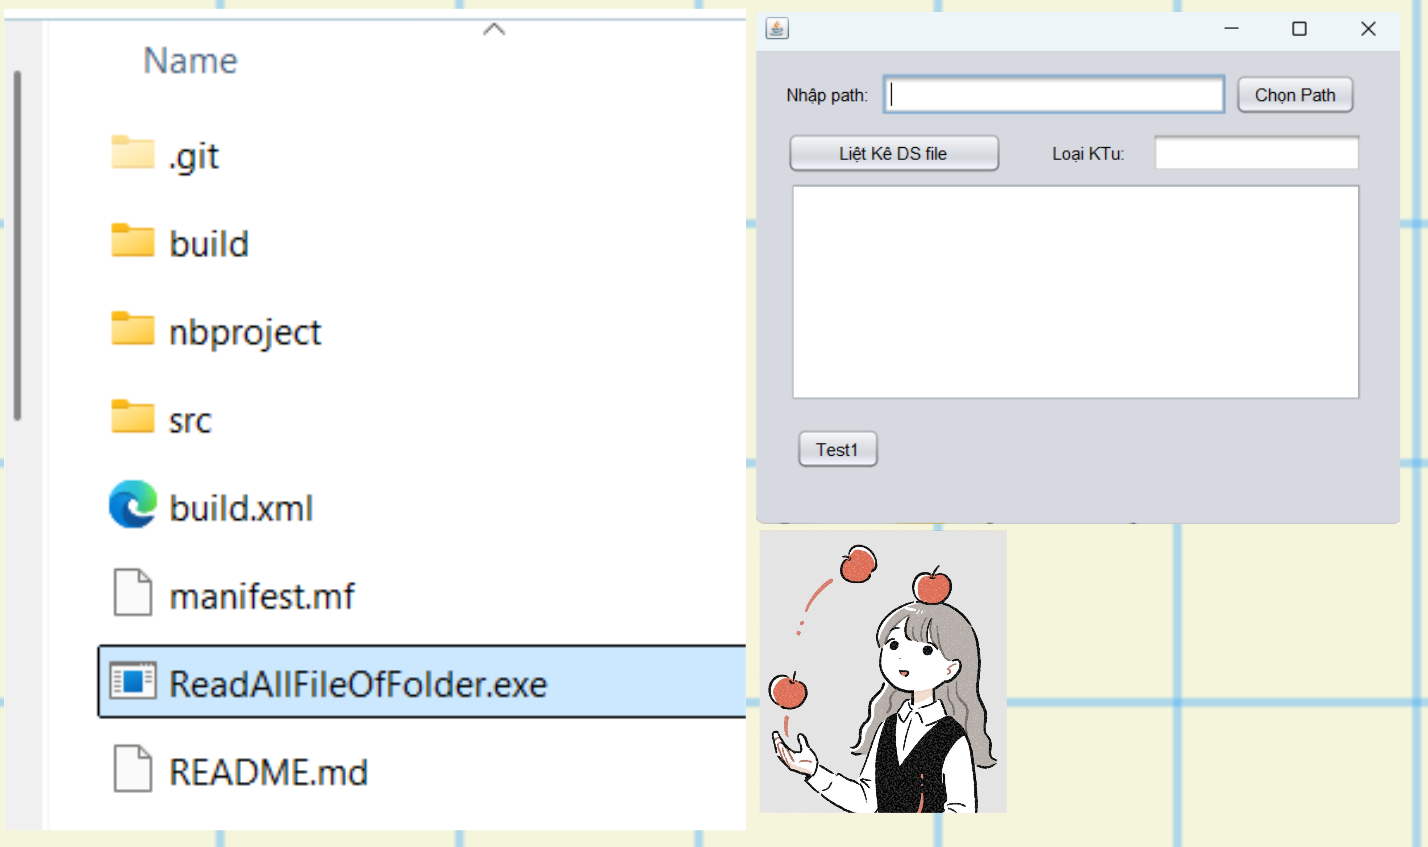 Name
.git
build
nbproject
src
build.xml
manifest.mf
ReadAllFileOfFolder.exe
README.md
Nhập path:
Chọn Path
Liệt Kê DS file
Loại KTu:
Test1